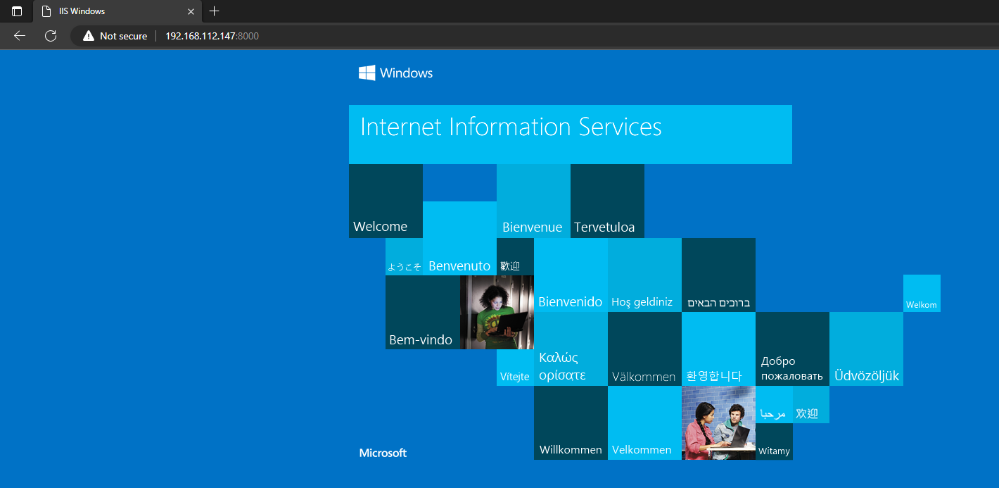 IIS Windows
Not secure
192.168.112.147:8000
Windows
Internet Information Services
Welcome
Bienvenue
Tervetuloa
ようこそ
Benvenuto
歡迎
Bienvenido
Hoş geldiniz
ברוכים הבאים
Welkom
Bem-vindo
Vítejte
Καλώς
ορίσατε
Välkommen
환영합니다
Добро
пожаловать
Üdvözöljük
Willkommen
Velkommen
مرحبا
欢迎
Witamy
Microsoft